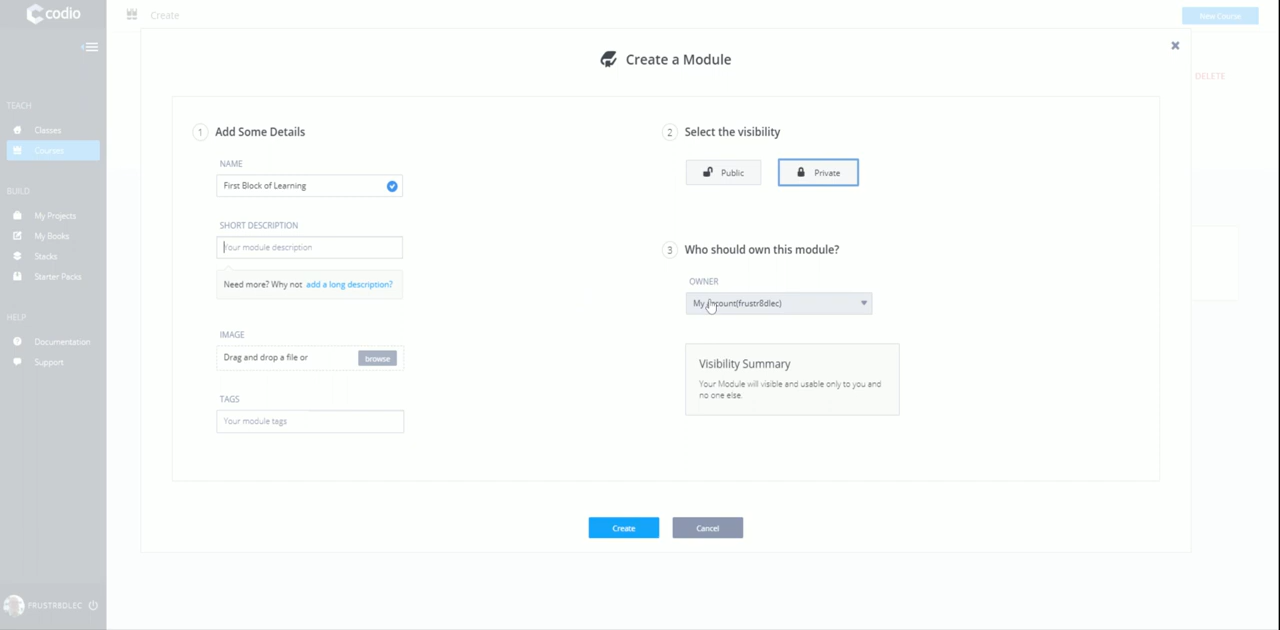 codio
Create
New Course
Create a Module
DELETE
TEACH
Classes
Courses
BUILD
My Projects
My Books
Stacks
Starter Packs
HELP
Documentation
Support
FRUSTR8DLEC
1 Add Some Details
NAME
First Block of Learning
SHORT DESCRIPTION
Your module description
Need more? Why not add a long description?
IMAGE
Drag and drop a file or browse
TAGS
Your module tags
2 Select the visibility
Public Private
3 Who should own this module?
OWNER
My account(frustr8dlec)
Visibility Summary
Your Module will visible and usable only to you and
no one else.
Create Cancel